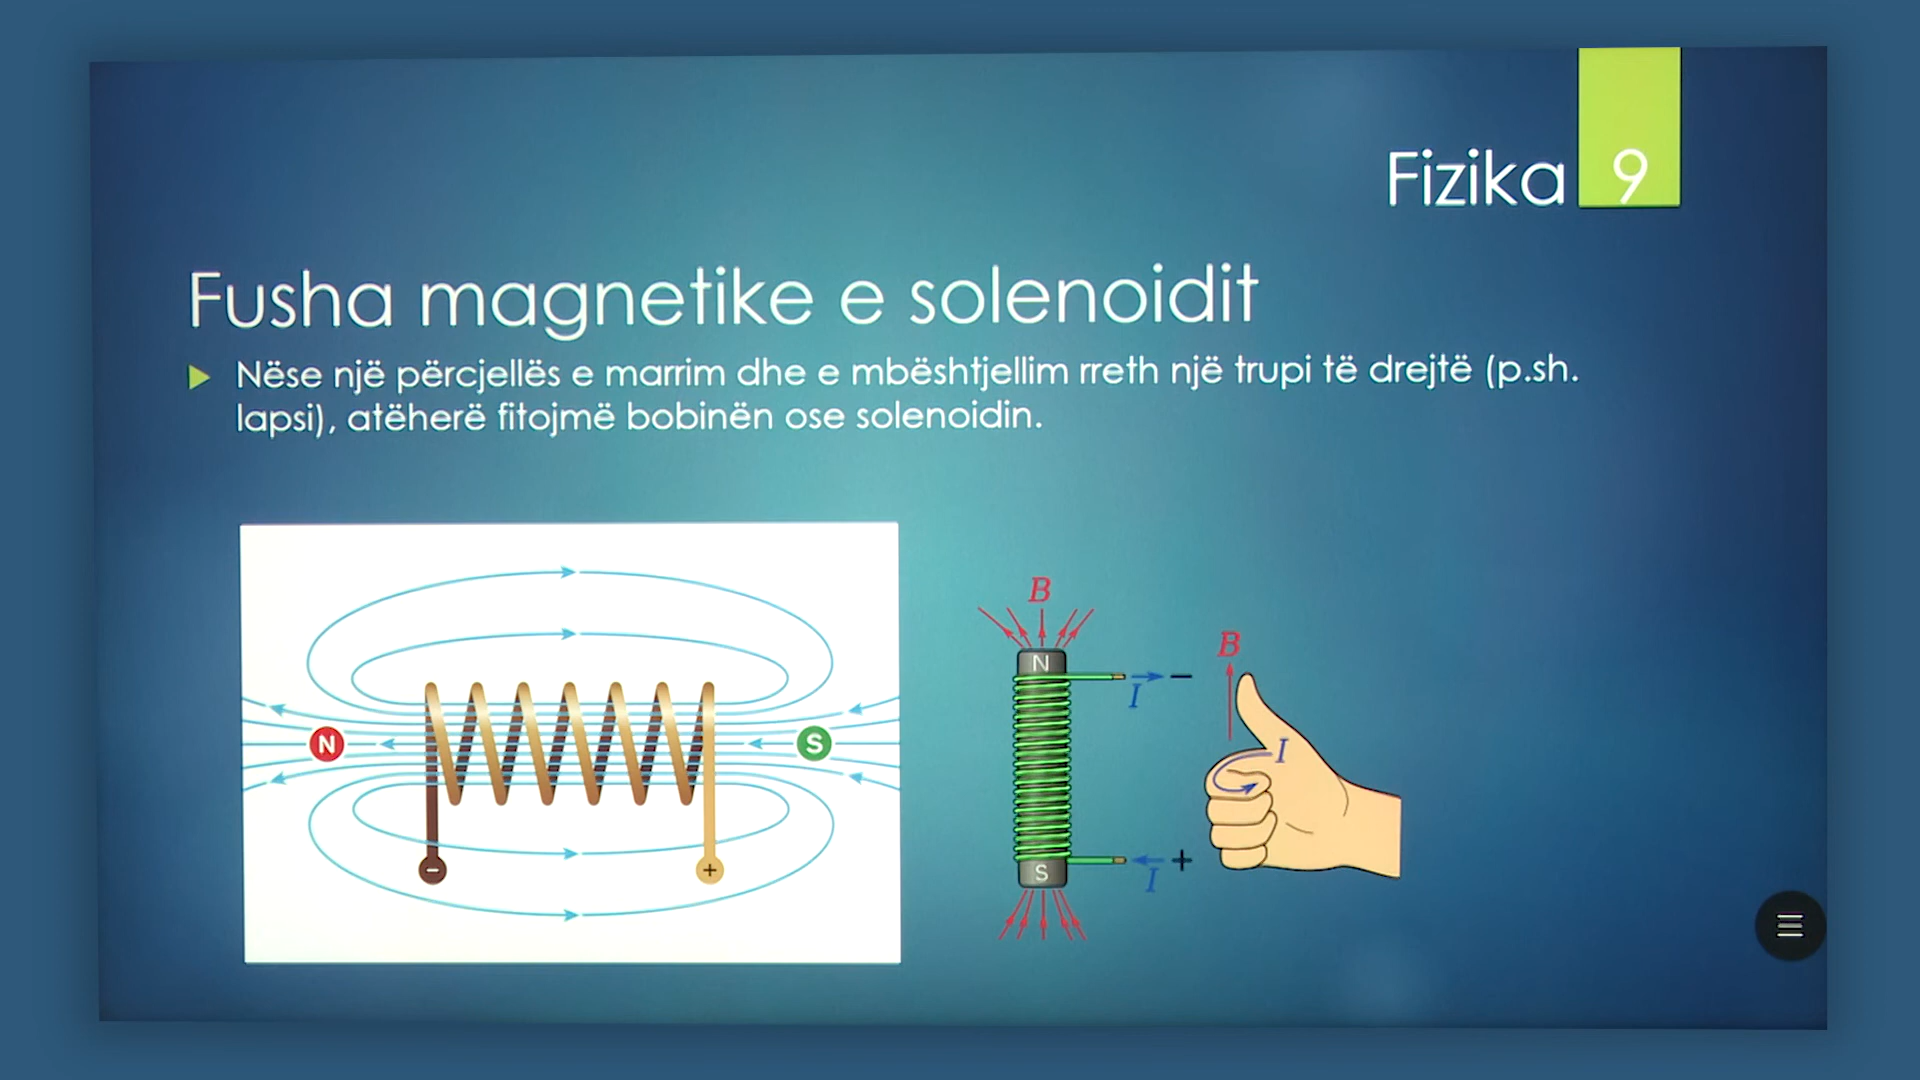 Fizika 9
Fusha magnetike e solenoidit
Nëse një përcjellës e marrim dhe e mbështjellim rreth një trupi të drejtë (p.sh.
lapsi), atëherë fitojmë bobinën ose solenoidin.
N
S
-
+
B
N
I
-
S
I
+
B
I